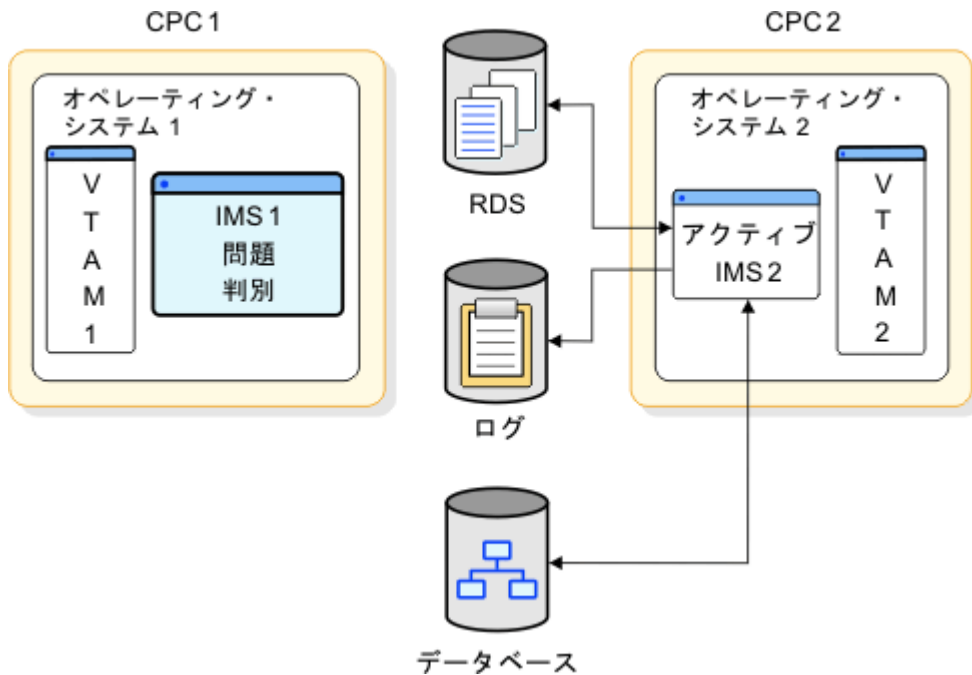 CPC 1
オペレーティング・
システム 1
V
T
A
M
1
IMS 1
問題
判別
RDS
ログ
データベース
CPC 2
オペレーティング・
システム 2
アクティブ
IMS 2
V
T
A
M
2